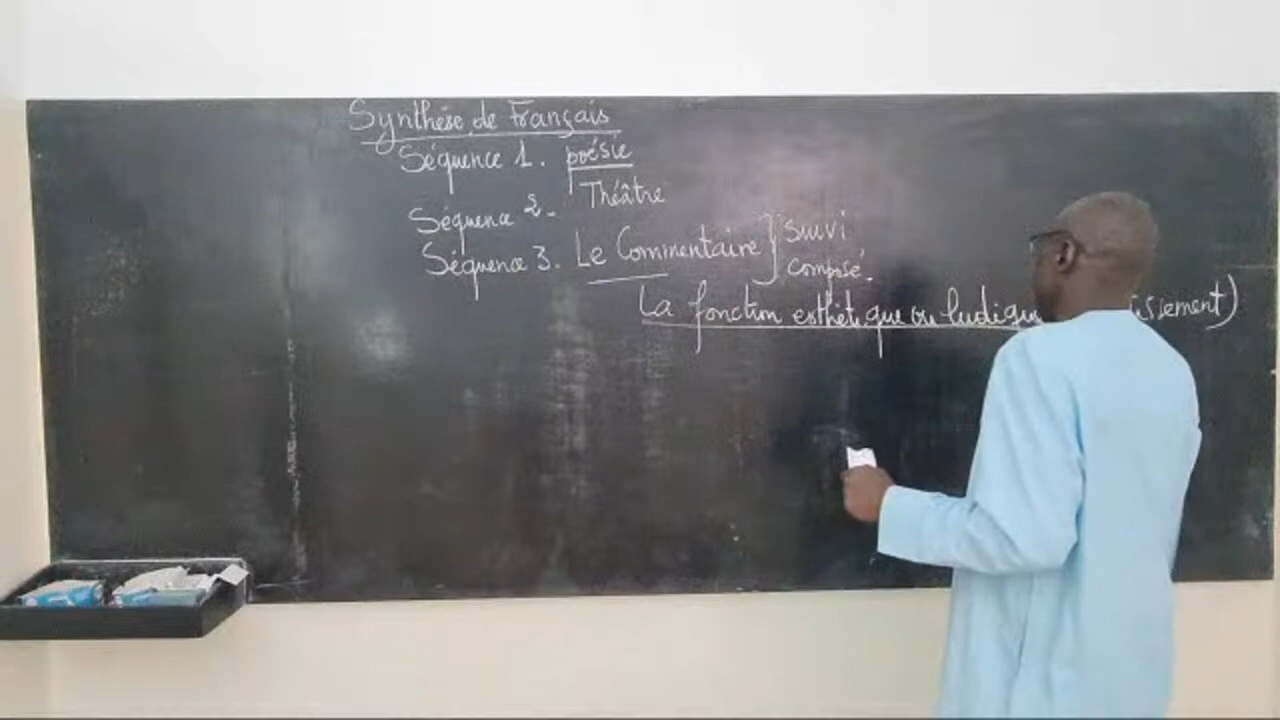 Synthèse de Français
Séquence 1. poésie
Théâtre
Séquence 2.
Séquence 3. Le Commentaire } suivi
composé.
La fonction esthétique ou ludique